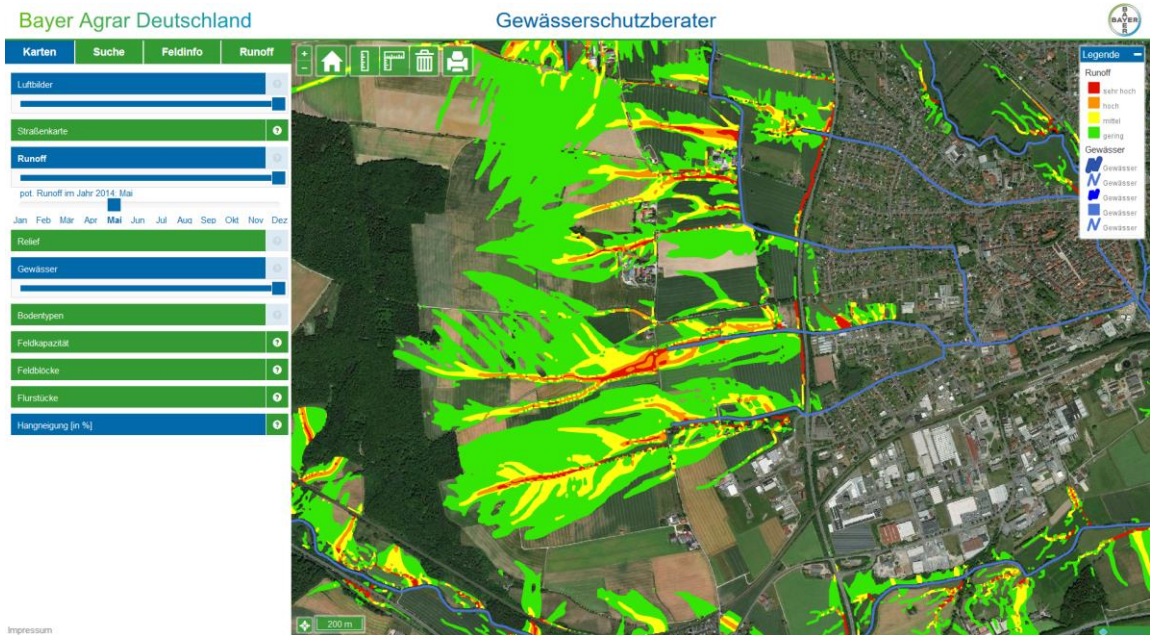 Bayer Agrar Deutschland
Gewässerschutzberater
BAYER
BAYER
Karten Suche Feldinfo Runoff
Luftbilder
Straßenkarte
Runoff
pot. Runoff im Jahr 2014: Mai
Jan Feb Mär Apr Mai Jun Jul Aug Sep Okt Nov Dez
Relief
Gewässer
Bodentypen
Feldkapazität
Feldblöcke
Flurstücke
Hangneigung [in %]
Legende
Runoff
sehr hoch
hoch
mittel
gering
Gewässer
Gewässer
Gewässer
Gewässer
Gewässer
Gewässer
200 m
Impressum